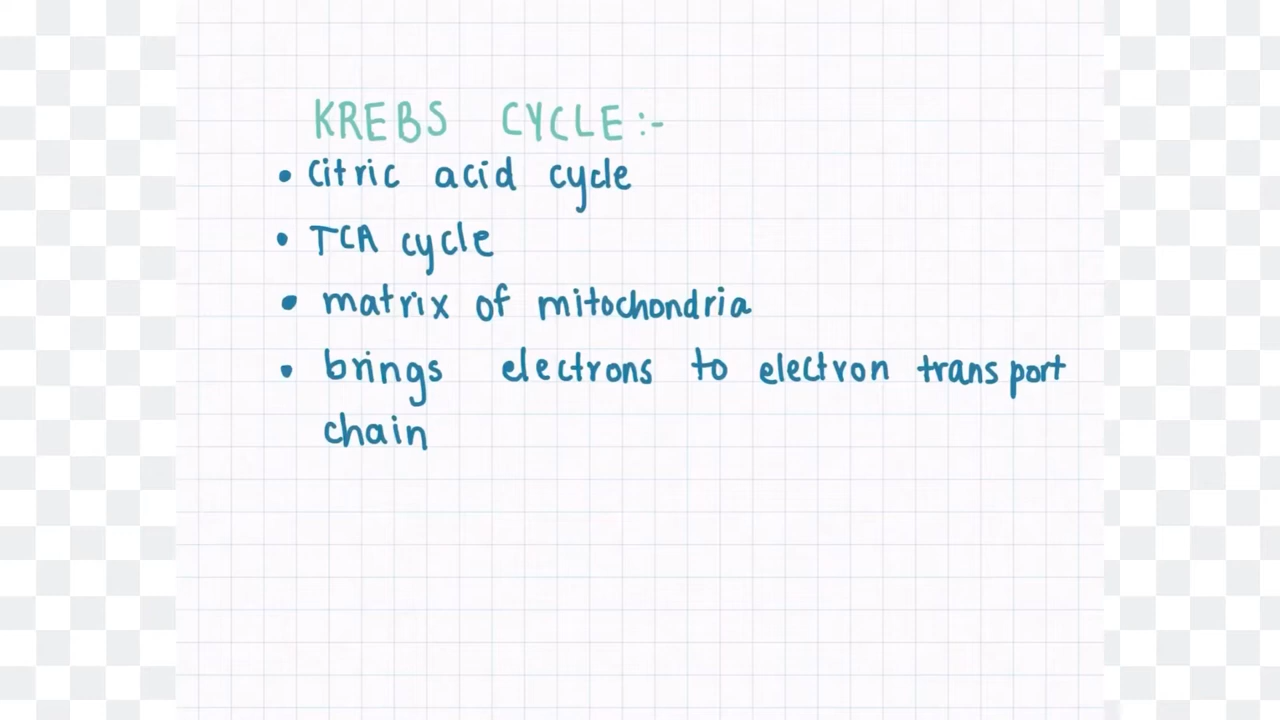 KREBS CYCLE:-
• Citric acid cycle
• TCA cycle
• matrix of mitochondria
• brings electrons to electron transport
chain